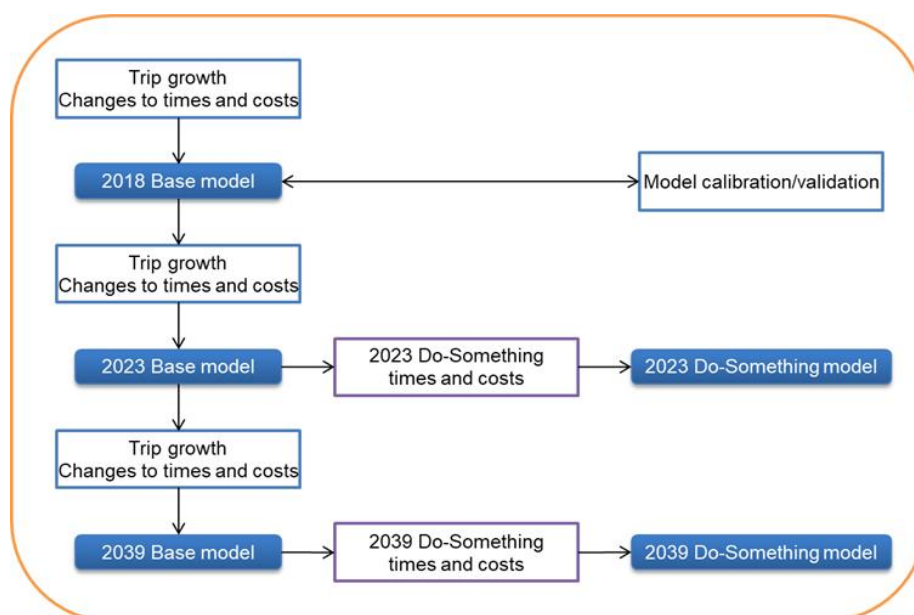 Trip growth
Changes to times and costs
2018 Base model
Model calibration/validation
Trip growth
Changes to times and costs
2023 Base model
2023 Do-Something
times and costs
2023 Do-Something model
Trip growth
Changes to times and costs
2039 Base model
2039 Do-Something
times and costs
2039 Do-Something model